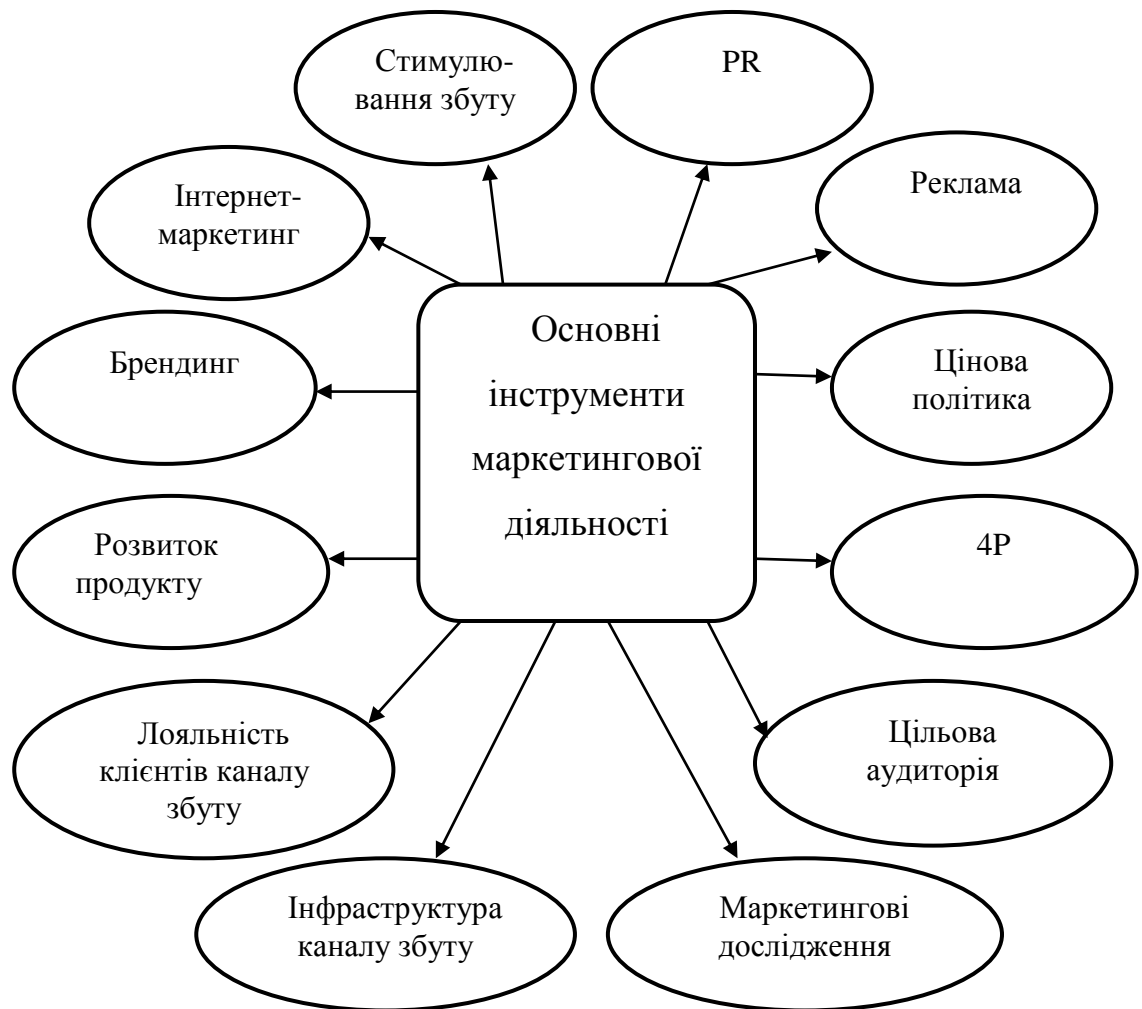 Стимулю-
вання збуту
PR
Реклама
Інтернет-
маркетинг
Основні
інструменти
маркетингової
діяльності
Брендинг
Цінова
політика
Розвиток
продукту
4Р
Лояльність
клієнтів каналу
збуту
Цільова
аудиторія
Інфраструктура
каналу збуту
Маркетингові
дослідження